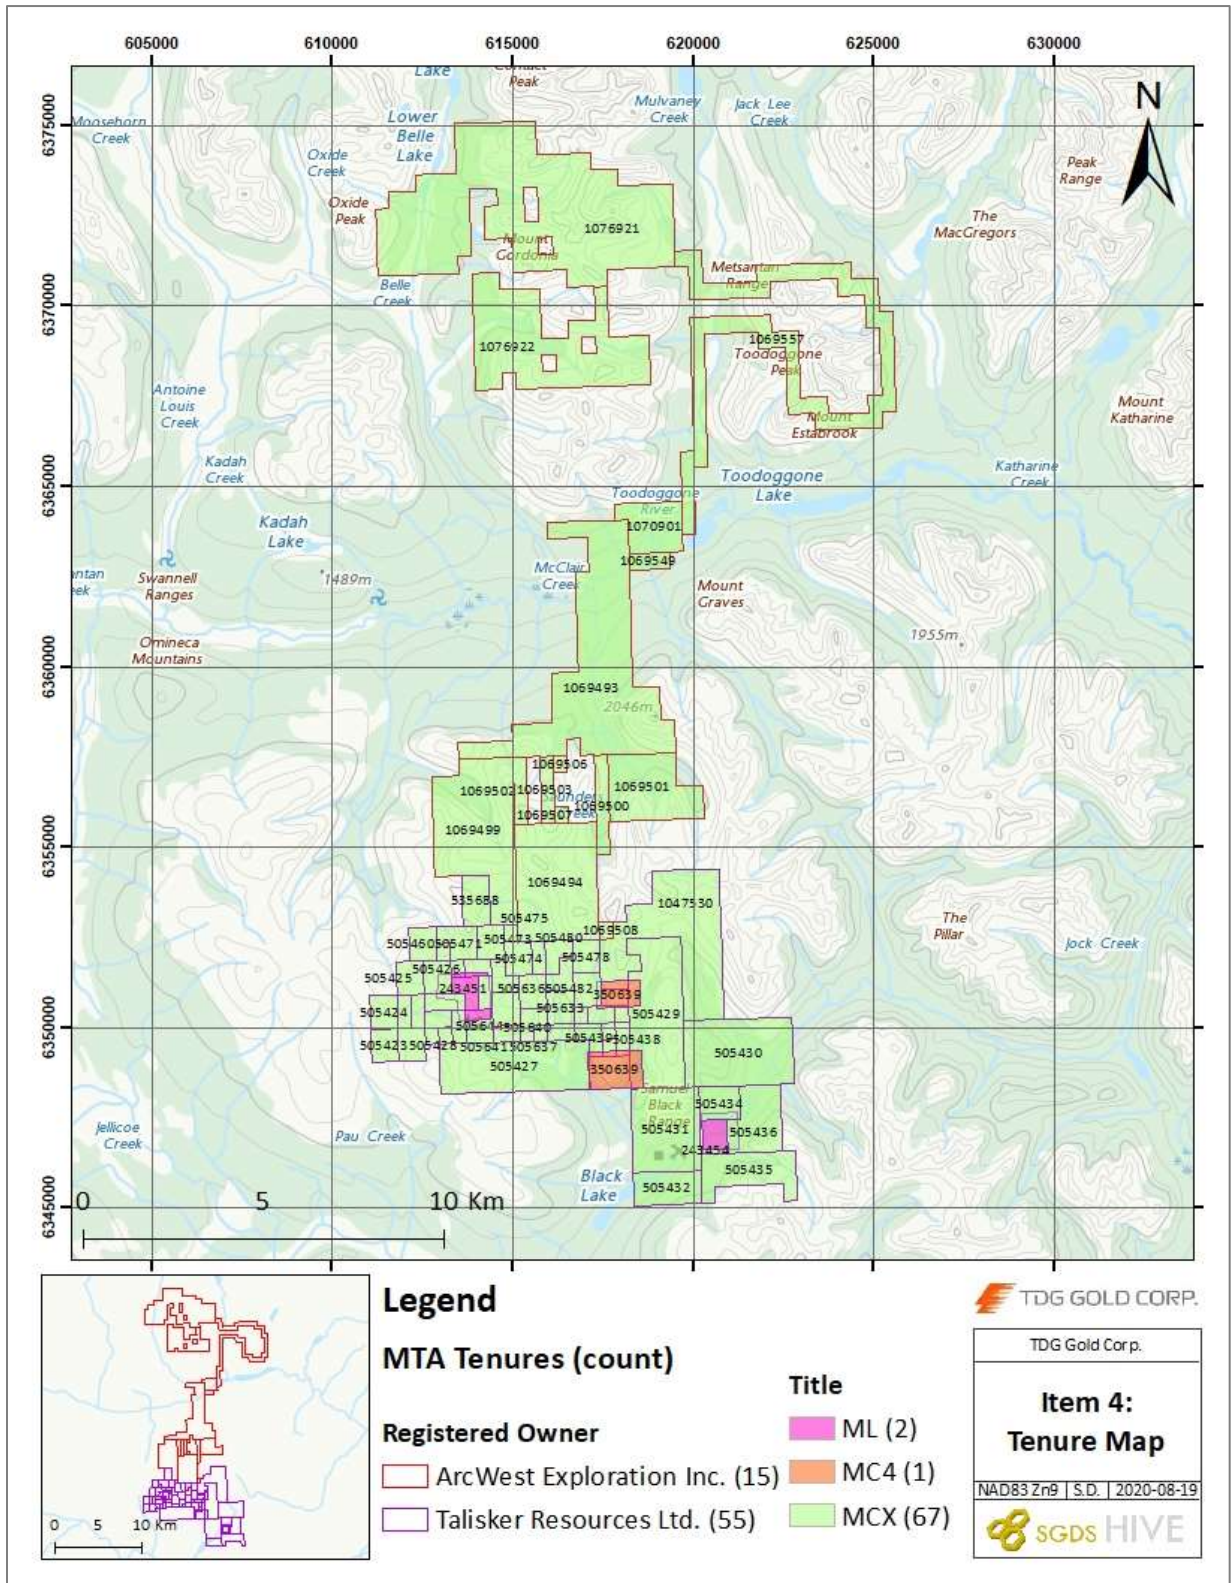 605000 610000 615000 620000 625000 630000
6375000
6370000
6365000
6360000
6355000
6350000
6345000
N
Lake
Contact
Peak
Moosehorn
Creek
Lower
Belle
Lake
Mulvaney
Creek
Jack Lee
Creek
Oxide
Creek
Oxide
Peak
Peak
Range
The
MacGregors
1076921
Mount
Gordonia
Belle
Creek
Metsantan
Range
1076922
1069557
Toodoggone
Peak
Mount
Estabrook
Antoine
Louis
Creek
Mount
Katharine
Kadah
Creek
Katharine
Creek
Toodoggone
Lake
Toodoggone
River
1070901
1069549
Kadah
Lake
McClair
Creek
antan
eek
Swannell
Ranges
1489m
Mount
Graves
Omineca
Mountains
1955m
1069493
2046m
1069506
1069502
1069503
1069501
Saunders
Creek
1069500
1069507
1069499
1069494
535688
1047530
505475
1069508
505460
505471
505473
505480
505474
505478
505425
505426
243451
505636
505482
350639
505424
505633
505429
505640
505423
505428
505641
505637
505439
505438
505427
350639
505430
Samuel
Black
Range
505434
505431
505436
243454
505435
505432
The
Pillar
Jock Creek
Jellicoe
Creek
Pau Creek
Black
Lake
0 5 10 Km
0 5 10 Km
Legend
MTA Tenures (count)
Registered Owner
ArcWest Exploration Inc. (15)
Talisker Resources Ltd. (55)
Title
ML (2)
MC4 (1)
MCX (67)
TDG GOLD CORP.
TDG Gold Corp.
Item 4:
Tenure Map
NAD83 Zn9 S.D. 2020-08-19
SGDS HIVE